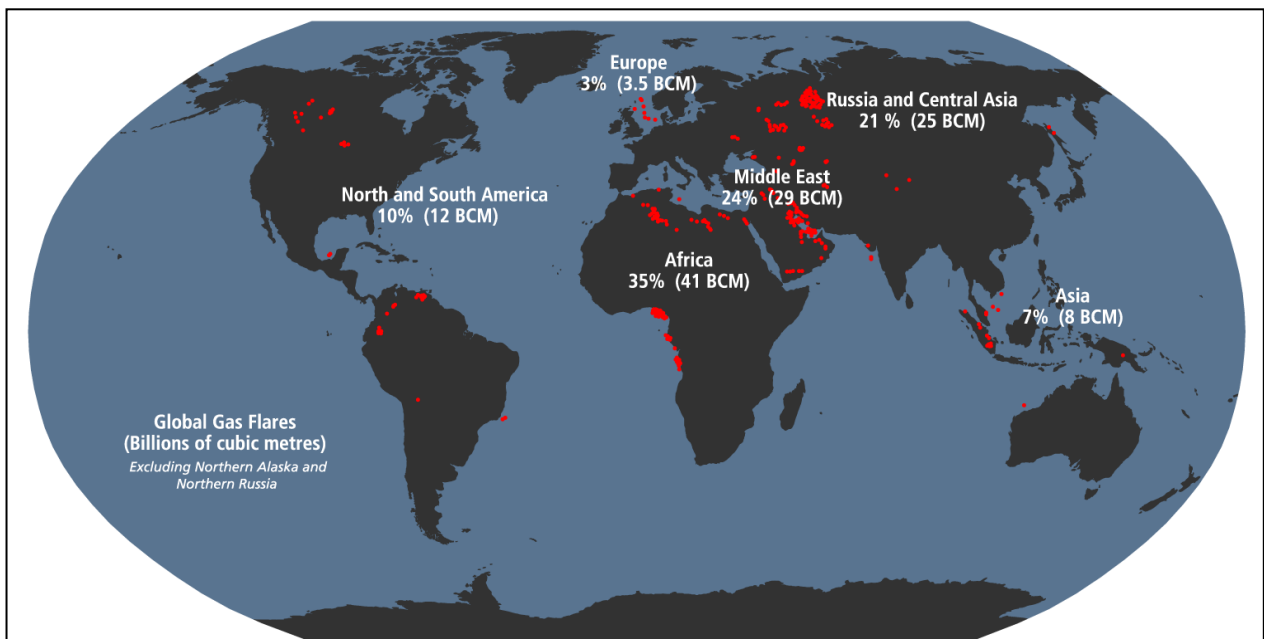 Europe
3% (3.5 BCM)
Russia and Central Asia
21 % (25 BCM)
Middle East
24% (29 BCM)
North and South America
10% (12 BCM)
Africa
35% (41 BCM)
Asia
7% (8 BCM)
Global Gas Flares
(Billions of cubic metres)
Excluding Northern Alaska and
Northern Russia